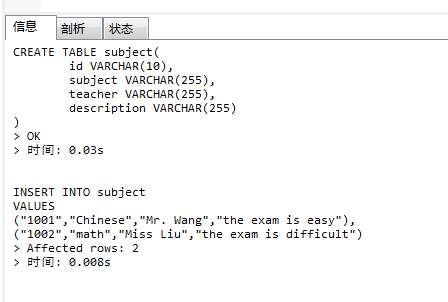 信息 剖析 状态
CREATE TABLE subject(
        id VARCHAR(10),
        subject VARCHAR(255),
        teacher VARCHAR(255),
        description VARCHAR(255)
)
> OK
> 时间: 0.03s
INSERT INTO subject
VALUES
("1001","Chinese","Mr. Wang","the exam is easy"),
("1002","math","Miss Liu","the exam is difficult")
> Affected rows: 2
> 时间: 0.008s